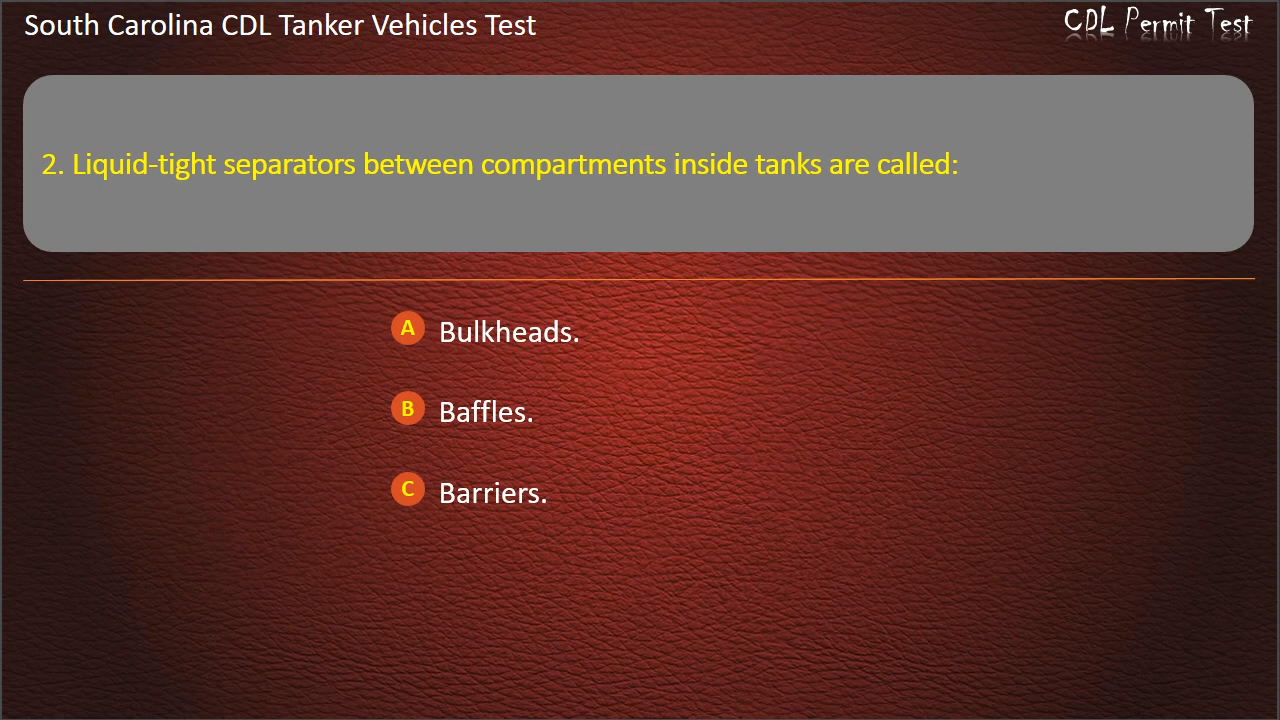 South Carolina CDL Tanker Vehicles Test
CDL Permit Test
2. Liquid-tight separators between compartments inside tanks are called:
A Bulkheads.
B Baffles.
C Barriers.